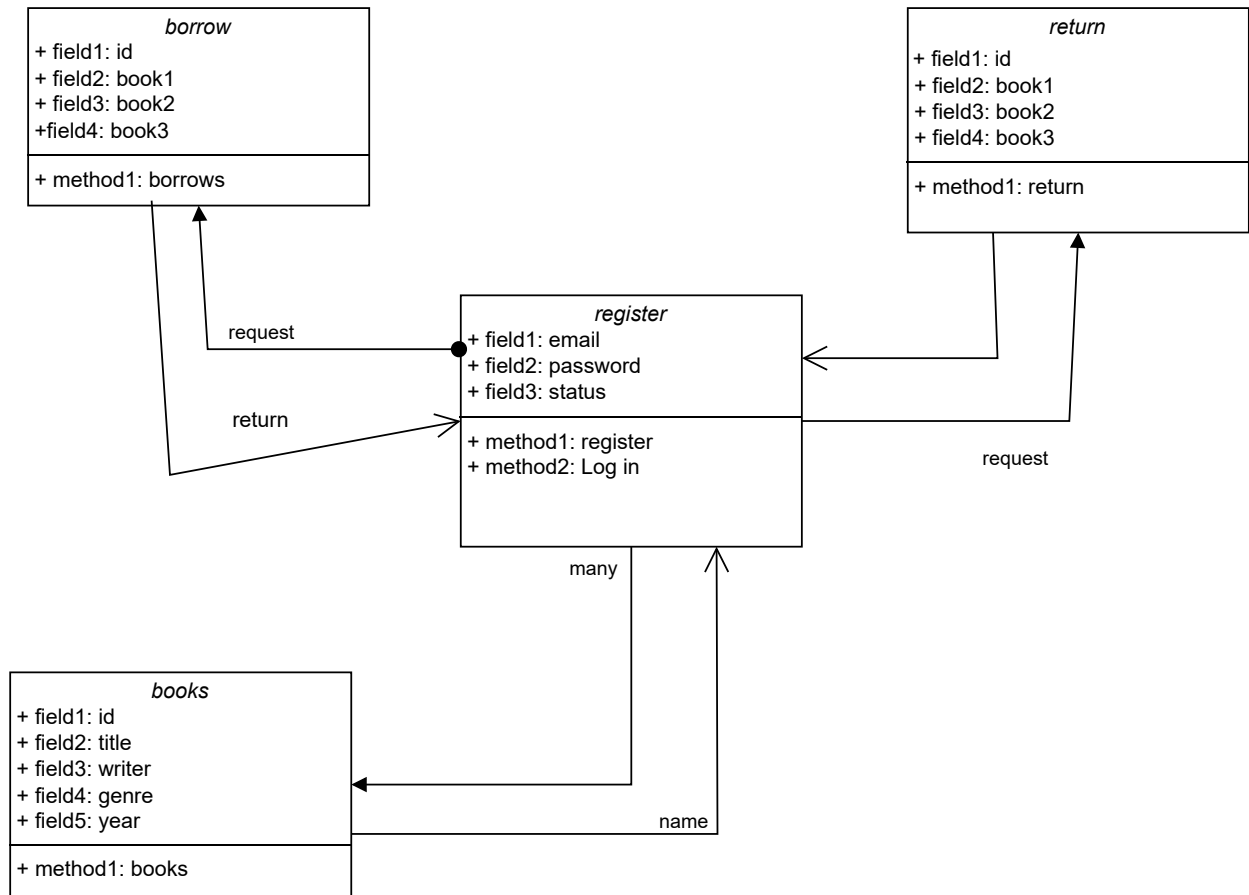 borrow
+ field1: id
+ field2: book1
+ field3: book2
+field4: book3
+ method1: borrows
return
+ field1: id
+ field2: book1
+ field3: book2
+ field4: book3
+ method1: return
request
return
register
+ field1: email
+ field2: password
+ field3: status
+ method1: register
+ method2: Log in
request
many
books
+ field1: id
+ field2: title
+ field3: writer
+ field4: genre
+ field5: year
+ method1: books
name